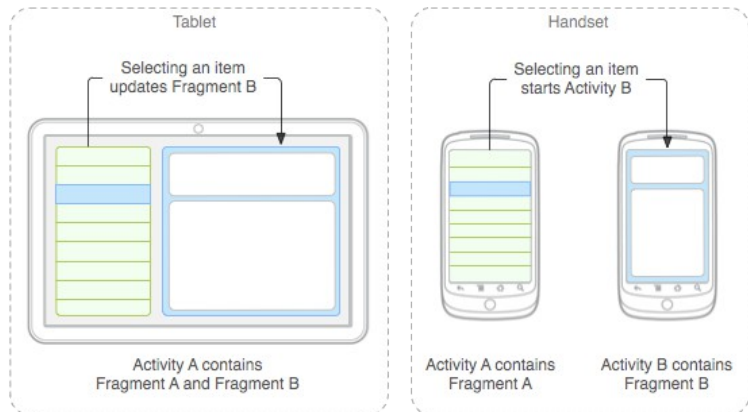 Tablet
Selecting an item
updates Fragment B
Activity A contains
Fragment A and Fragment B
Handset
Selecting an item
starts Activity B
Activity A contains
Fragment A
Activity B contains
Fragment B